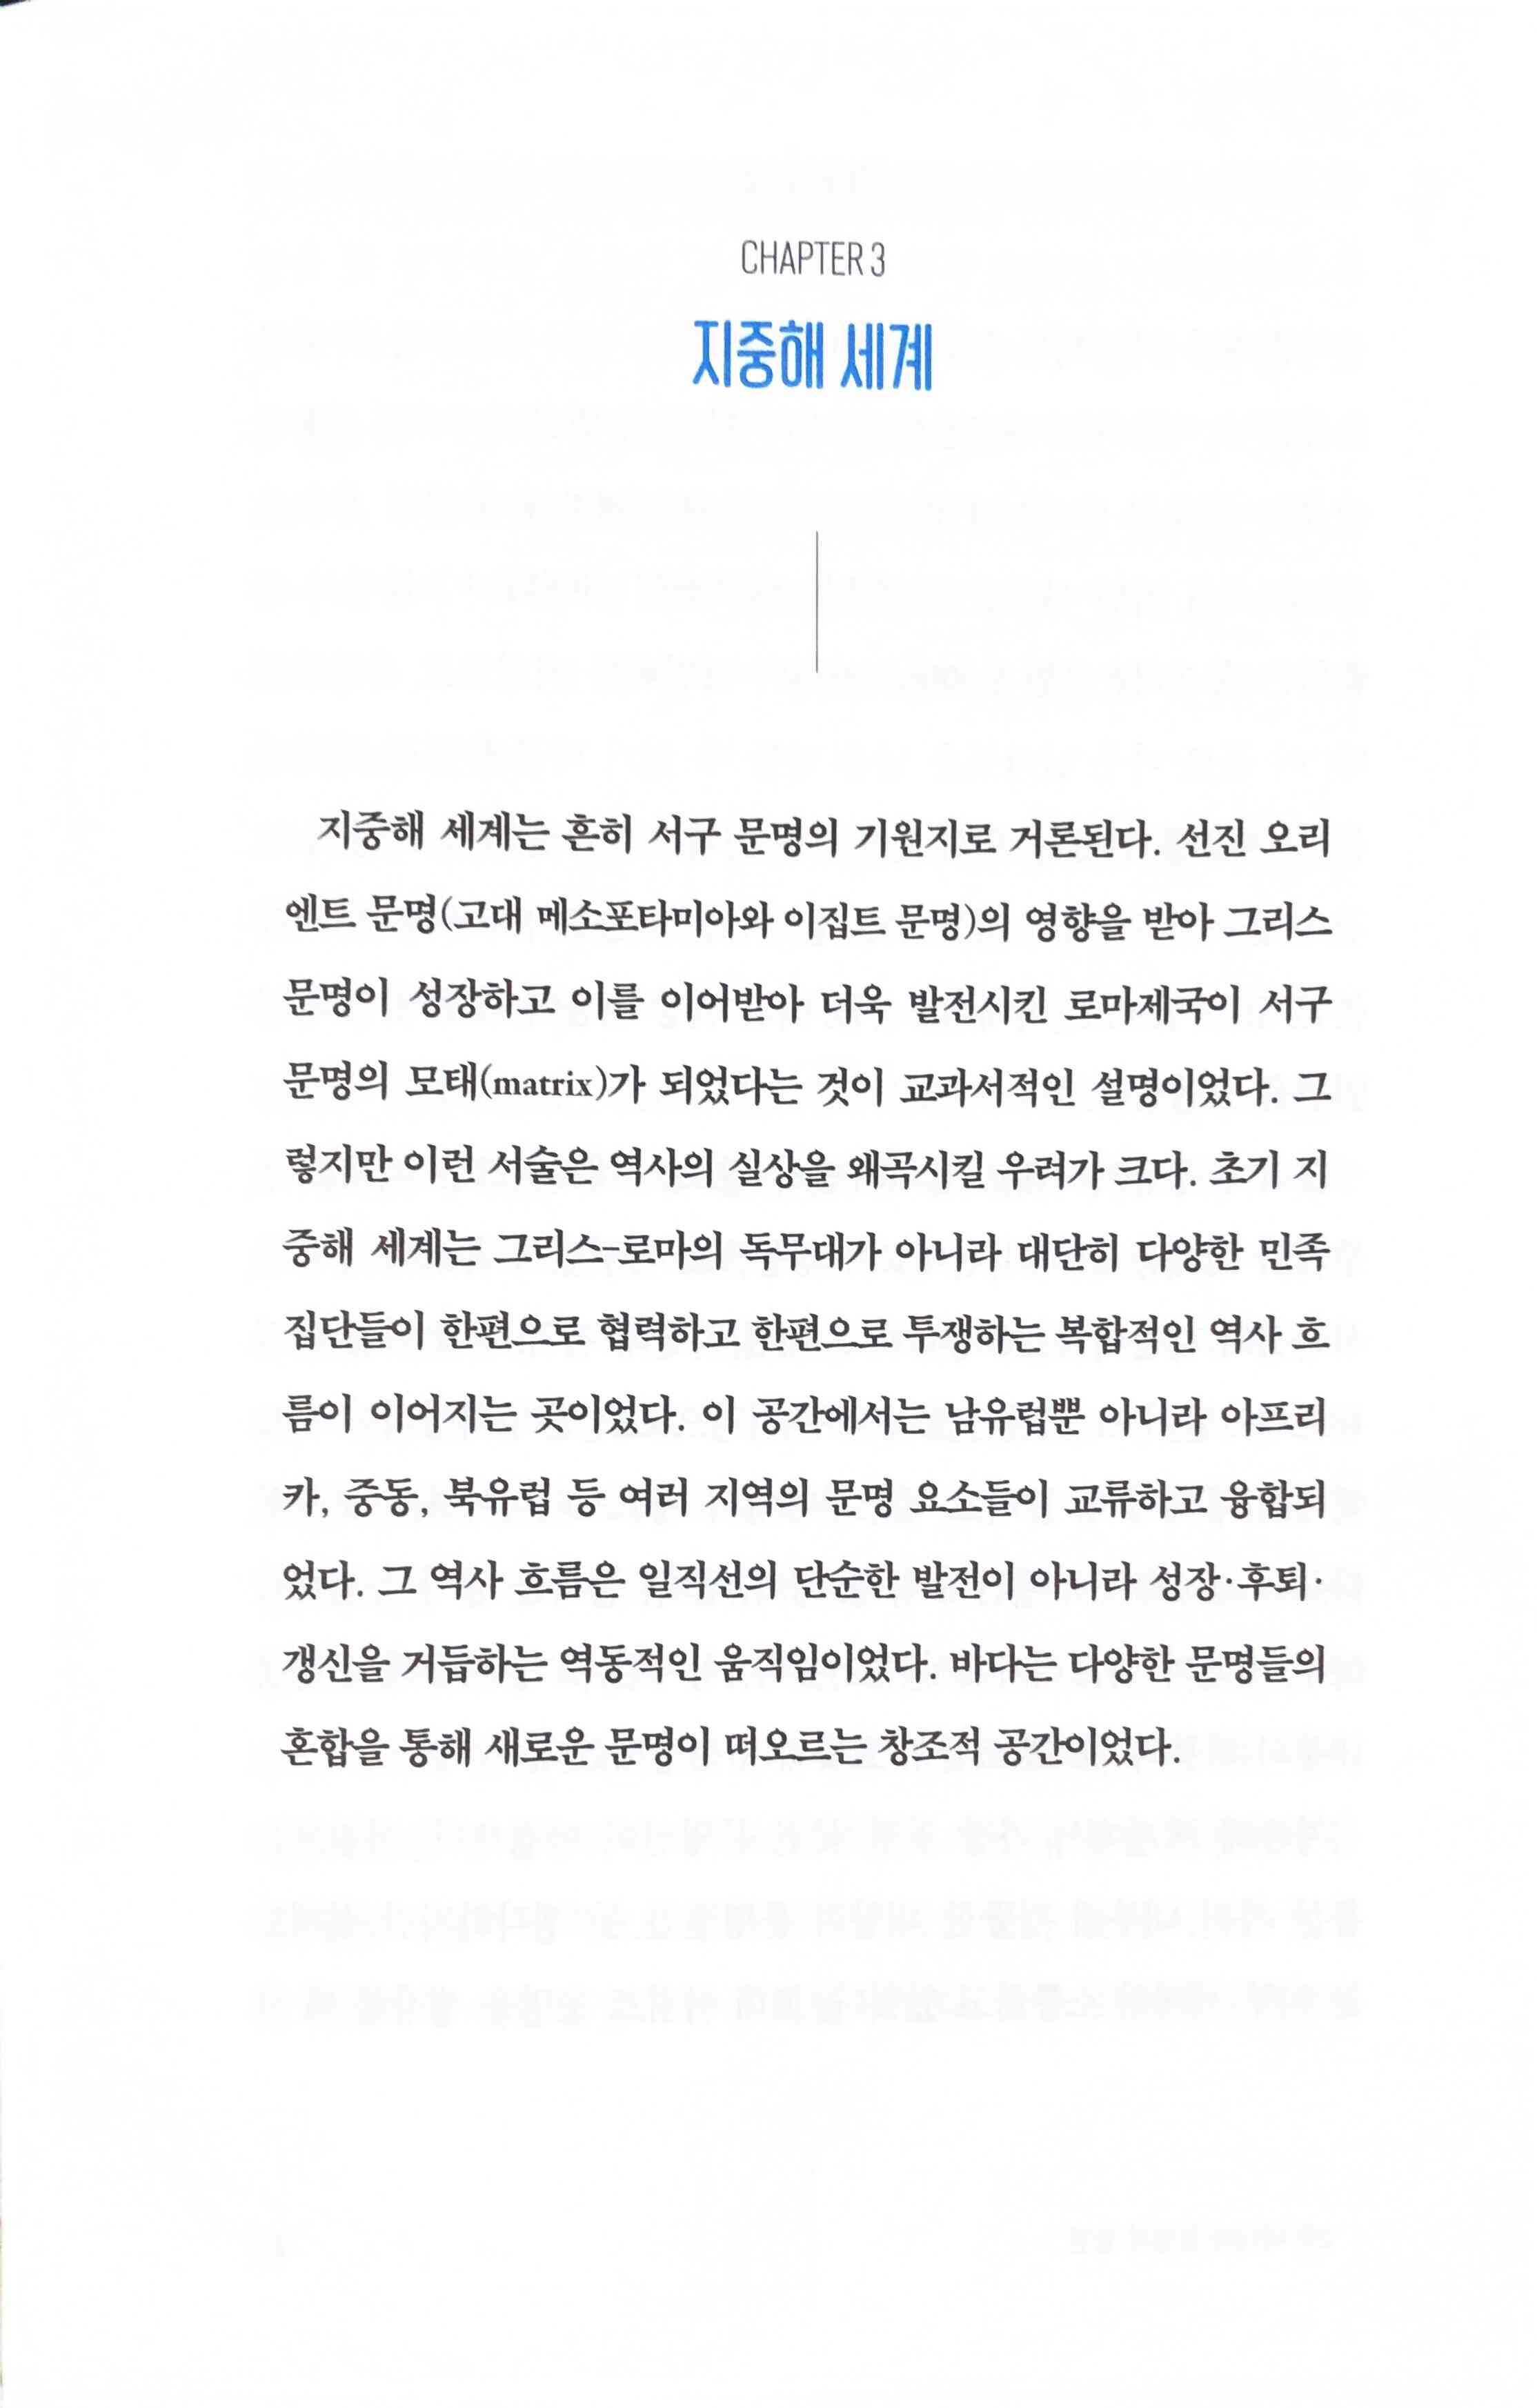 CHAPTER 3
지중해 세계
지중해 세계는 흔히 서구 문명의 기원지로 거론된다. 선진 오리
엔트 문명(고대 메소포타미아와 이집트 문명)의 영향을 받아 그리스
문명이 성장하고 이를 이어받아 더욱 발전시킨 로마제국이 서구
문명의 모태(matrix)가 되었다는 것이 교과서적인 설명이었다. 그
렇지만 이런 서술은 역사의 실상을 왜곡시킬 우려가 크다. 초기 지
중해 세계는 그리스-로마의 독무대가 아니라 대단히 다양한 민족
집단들이 한편으로 협력하고 한편으로 투쟁하는 복합적인 역사 흐
름이 이어지는 곳이었다. 이 공간에서는 남유럽뿐 아니라 아프리
카, 중동, 북유럽 등 여러 지역의 문명 요소들이 교류하고 융합되
었다. 그 역사 흐름은 일직선의 단순한 발전이 아니라 성장·후퇴·
갱신을 거듭하는 역동적인 움직임이었다. 바다는 다양한 문명들의
혼합을 통해 새로운 문명이 떠오르는 창조적 공간이었다.